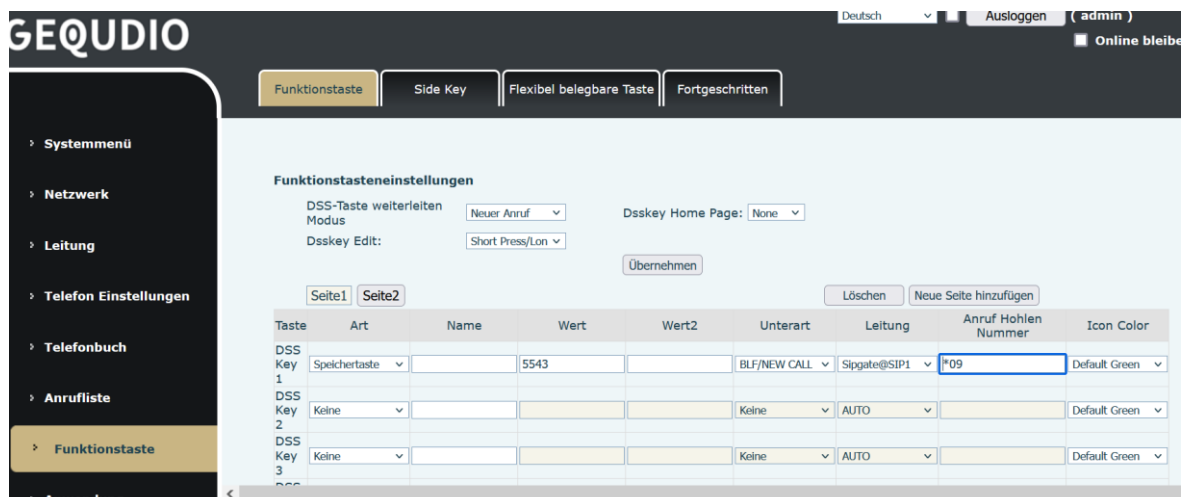 Deutsch Ausloggen ( admin )
GEQUDIO
Online bleibe
Funktionstaste Side Key Flexibel belegbare Taste Fortgeschritten
Systemmenü
Netzwerk
Leitung
Telefon Einstellungen
Telefonbuch
Anrufliste
Funktionstaste
Funktionstasteneinstellungen
DSS-Taste weiterleiten
Modus
Neuer Anruf
Dsskey Home Page: None
Dsskey Edit: Short Press/Lon
Übernehmen
Seite1 Seite2 Löschen Neue Seite hinzufügen
Taste Art Name Wert Wert2 Unterart Leitung Anruf Hohlen Nummer Icon Color
DSS Key 1 Speichertaste 5543 BLF/NEW CALL Sipgate@SIP1 *09 Default Green
DSS Key 2 Keine Keine AUTO Default Green
DSS Key 3 Keine Keine AUTO Default Green